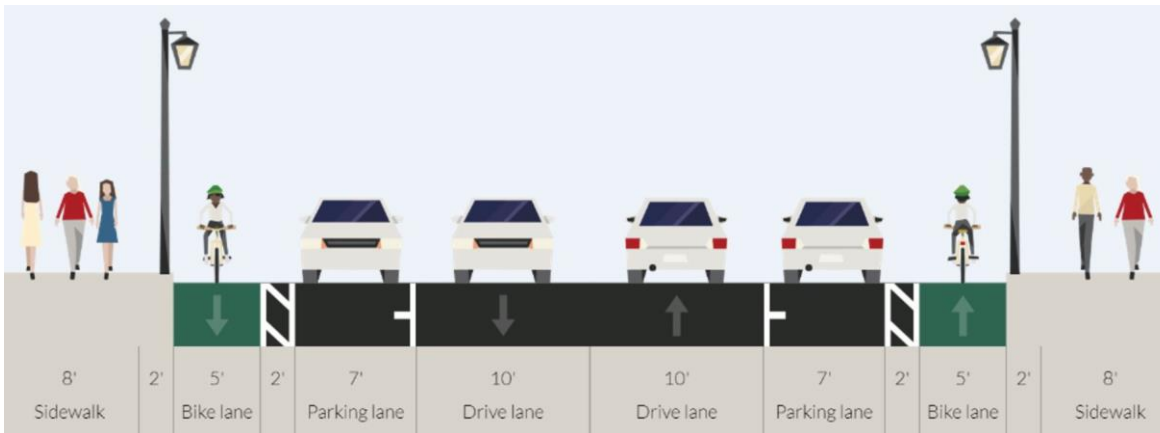 8' 2' 5' 2' 7' 10' 10' 7' 2' 5' 2' 8'
Sidewalk Bike lane Parking lane Drive lane Drive lane Parking lane Bike lane Sidewalk